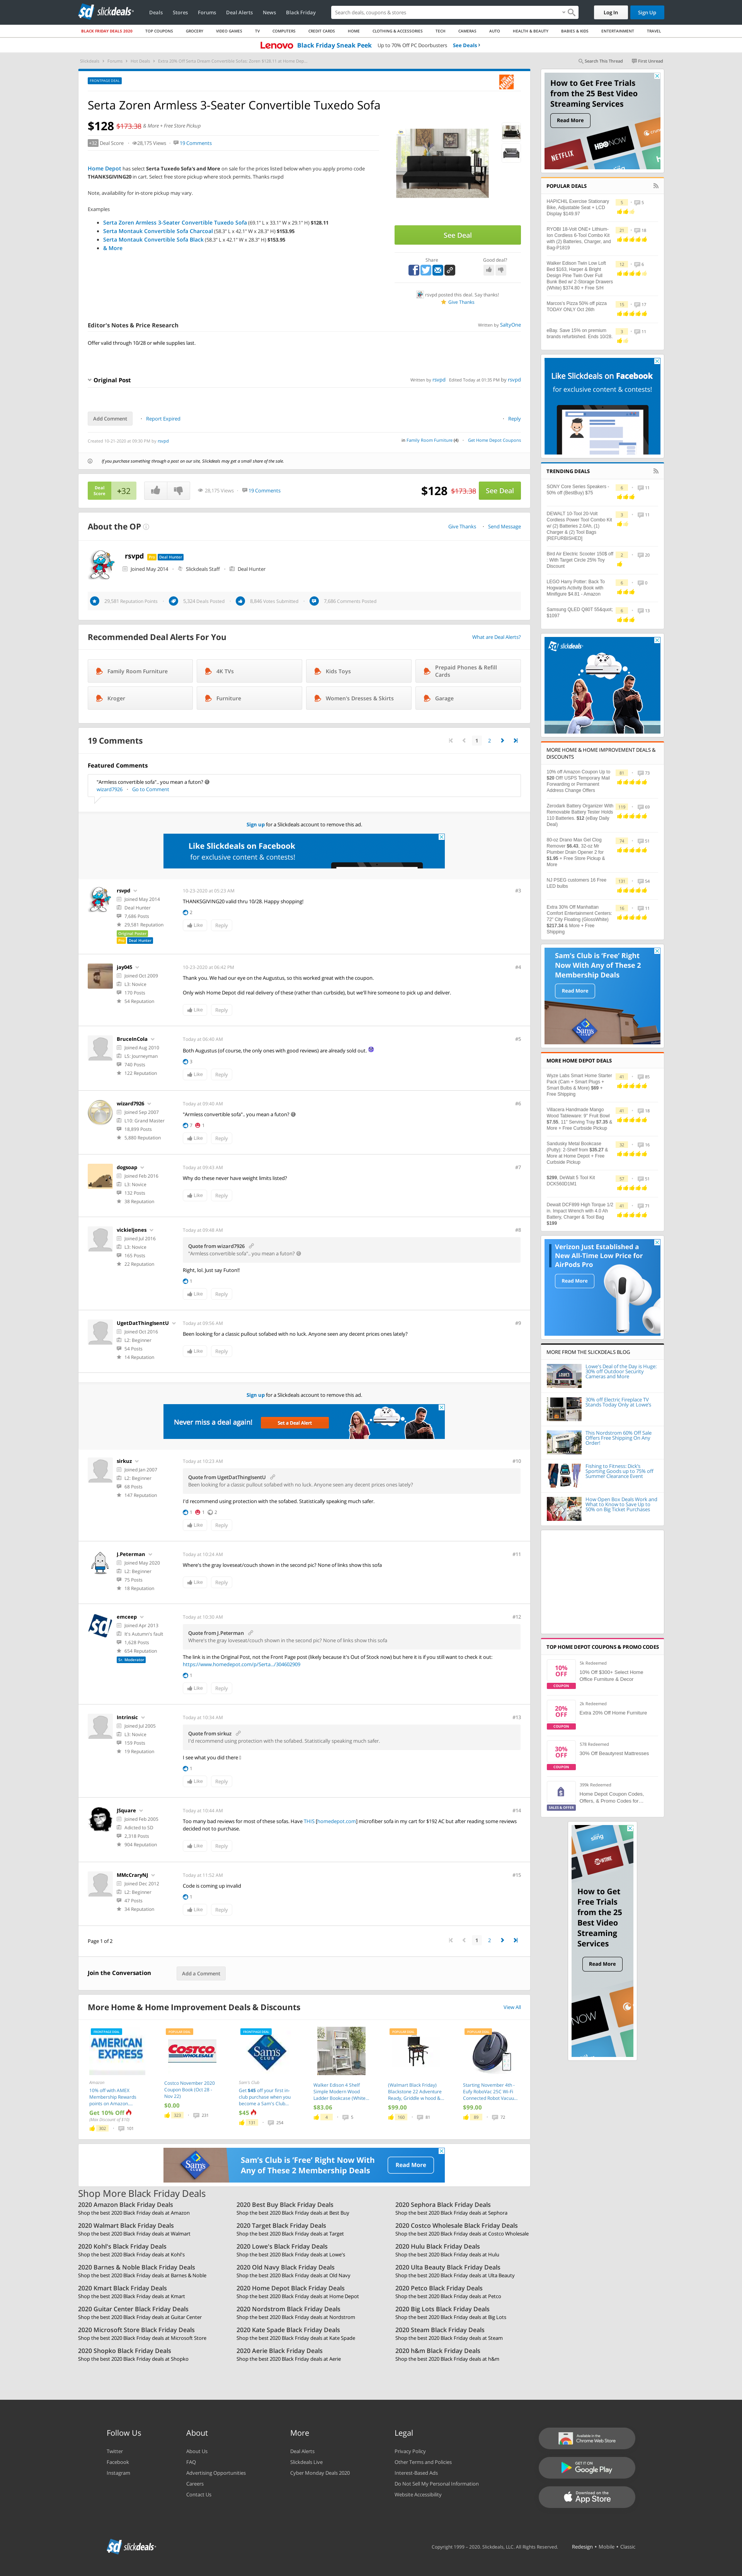 slickdeals
Deals Stores Forums Deal Alerts News Black Friday
Search deals, coupons & stores
Log In Sign Up
BLACK FRIDAY DEALS 2020 TOP COUPONS GROCERY VIDEO GAMES TV COMPUTERS CREDIT CARDS HOME CLOTHING & ACCESSORIES TECH CAMERAS AUTO HEALTH & BEAUTY BABIES & KIDS ENTERTAINMENT TRAVEL
Lenovo Black Friday Sneak Peek Up to 70% Off PC Doorbusters See Deals
Search This Thread First Unread
FRONTPAGE DEAL
Serta Zoren Armless 3-Seater Convertible Tuxedo Sofa
$128 $173.38 & More + Free Store Pickup
+32 Deal Score 28,175 Views 19 Comments
Home Depot has select Serta Tuxedo Sofa's and More on sale for the prices listed below when you apply promo code
THANKSGIVING20 in cart. Select free store pickup where stock permits. Thanks rsvpd
Note, availability for in-store pickup may vary.
Examples
Serta Zoren Armless 3-Seater Convertible Tuxedo Sofa (69.1" L x 33.1" W x 29.1" H) $128.11
Serta Montauk Convertible Sofa Charcoal (58.3" L x 42.1" W x 28.3" H) $153.95
Serta Montauk Convertible Sofa Black (58.3" L x 42.1" W x 28.3" H) $153.95
& More
See Deal
Share Good deal?
rsvpd posted this deal. Say thanks!
Give Thanks
Editor's Notes & Price Research
Written by SaltyOne
Offer valid through 10/28 or while supplies last.
Original Post
Written by rsvpd Edited Today at 01:35 PM by rsvpd
Add Comment Report Expired Reply
Created 10-21-2020 at 09:30 PM by rsvpd
Family Room Furniture (4) Get Home Depot Coupons
If you purchase something through a post on our site, Slickdeals may get a small share of the sale.
Deal Score +32 28,175 Views 19 Comments $128 $173.38 See Deal
About the OP
Give Thanks Send Message
rsvpd Pro Deal Hunter
Joined May 2014 Slickdeals Staff Deal Hunter
29,581 Reputation Points 5,324 Deals Posted 9,846 Votes Submitted 7,686 Comments Posted
Recommended Deal Alerts For You
What are Deal Alerts?
Family Room Furniture 4K TVs Kids Toys Prepaid Phones & Refill Cards
Kroger Furniture Women's Dresses & Skirts Garage
19 Comments
1 2
Featured Comments
"Armless convertible sofa".. you mean a futon?
wizard7926 Go to Comment
Sign up for a Slickdeals account to remove this ad.
Like Slickdeals on Facebook
for exclusive content & contests!
rsvpd
10-23-2020 at 05:23 AM #3
Joined May 2014
Deal Hunter
7,686 Posts
29,581 Reputation
Original Poster
Pro Deal Hunter
THANKSGIVING20 valid thru 10/28. Happy shopping!
2
Like Reply
jay045
10-23-2020 at 06:42 PM #4
Joined Oct 2009
L3: Novice
170 Posts
54 Reputation
Thank you. We had our eye on the Augustus, so this worked great with the coupon.
Only wish Home Depot did real delivery of these (rather than curbside), but we'll hire someone to pick up and deliver.
Like Reply
BruceInCola
Today at 06:40 AM #5
Joined Aug 2010
L5: Journeyman
740 Posts
122 Reputation
Both Augustus (of course, the only ones with good reviews) are already sold out.
3
Like Reply
wizard7926
Today at 09:40 AM #6
Joined Sep 2007
L10: Grand Master
18,899 Posts
5,880 Reputation
"Armless convertible sofa".. you mean a futon?
7 1
Like Reply
dogsoap
Today at 09:43 AM #7
Joined Feb 2016
L3: Novice
132 Posts
38 Reputation
Why do these never have weight limits listed?
Like Reply
vickieljones
Today at 09:48 AM #8
Joined Jul 2016
L3: Novice
165 Posts
22 Reputation
Quote from wizard7926
"Armless convertible sofa".. you mean a futon?
Right, lol. Just say Futon!!
1
Like Reply
UgetDatThingIsentU
Today at 09:56 AM #9
Joined Oct 2016
L2: Beginner
54 Posts
14 Reputation
Been looking for a classic pullout sofabed with no luck. Anyone seen any decent prices ones lately?
Like Reply
Sign up for a Slickdeals account to remove this ad.
Never miss a deal again! Set a Deal Alert
sirkuz
Today at 10:23 AM #10
Joined Jan 2007
L2: Beginner
68 Posts
147 Reputation
Quote from UgetDatThingIsentU
Been looking for a classic pullout sofabed with no luck. Anyone seen any decent prices ones lately?
I'd recommend using protection with the sofabed. Statistically speaking much safer.
1 1 2
Like Reply
J.Peterman
Today at 10:24 AM #11
Joined May 2020
L2: Beginner
75 Posts
18 Reputation
Where's the gray loveseat/couch shown in the second pic? None of links show this sofa
Like Reply
emceep
Today at 10:30 AM #12
Joined Apr 2013
It's Autumn's fault
1,628 Posts
654 Reputation
Sr. Moderator
Quote from J.Peterman
Where's the gray loveseat/couch shown in the second pic? None of links show this sofa
The link is in the Original Post, not the Front Page post (likely because it's Out of Stock now) but here it is if you still want to check it out:
https://www.homedepot.com/p/Serta.../304602909
1
Like Reply
Intrinsic
Today at 10:34 AM #13
Joined Jul 2005
L3: Novice
159 Posts
19 Reputation
Quote from sirkuz
I'd recommend using protection with the sofabed. Statistically speaking much safer.
I see what you did there (:
1
Like Reply
JSquare
Today at 10:44 AM #14
Joined Feb 2005
Adicted to SD
2,318 Posts
904 Reputation
Too many bad reviews for most of these sofas. Have THIS [homedepot.com] microfiber sofa in my cart for $192 AC but after reading some reviews
decided not to purchase.
Like Reply
MMcCraryNJ
Today at 11:52 AM #15
Joined Dec 2012
L2: Beginner
47 Posts
34 Reputation
Code is coming up invalid
1
Like Reply
Page 1 of 2
1 2
Join the Conversation Add a Comment
More Home & Home Improvement Deals & Discounts View All
AMERICAN EXPRESS
Amazon
10% off with AMEX Membership Rewards points on Amazon...
Get 10% Off
(Max Discount of $10)
302 161
COSTCO WHOLESALE
Costco November 2020 Coupon Book (Oct 28 - Nov 22)
$0.00
323 231
Sam's Club
Get $45 off your first in-club purchase when you become a Sam's Club...
$45
131 254
Walker Edison 4 Shelf Simple Modern Wood Ladder Bookcase (White...
$83.06
4 5
(Walmart Black Friday) Blackstone 22 Adventure Ready, Griddle w hood &...
$99.00
160 81
Starting November 4th - Eufy RoboVac 25C Wi-Fi Connected Robot Vacuu...
$99.00
89 72
Sam's Club is 'Free' Right Now With Any of These 2 Membership Deals Read More
Shop More Black Friday Deals
2020 Amazon Black Friday Deals 2020 Best Buy Black Friday Deals 2020 Sephora Black Friday Deals
Shop the best 2020 Black Friday deals at Amazon Shop the best 2020 Black Friday deals at Best Buy Shop the best 2020 Black Friday deals at Sephora
2020 Walmart Black Friday Deals 2020 Target Black Friday Deals 2020 Costco Wholesale Black Friday Deals
Shop the best 2020 Black Friday deals at Walmart Shop the best 2020 Black Friday deals at Target Shop the best 2020 Black Friday deals at Costco Wholesale
2020 Kohl's Black Friday Deals 2020 Lowe's Black Friday Deals 2020 Hulu Black Friday Deals
Shop the best 2020 Black Friday deals at Kohl's Shop the best 2020 Black Friday deals at Lowe's Shop the best 2020 Black Friday deals at Hulu
2020 Barnes & Noble Black Friday Deals 2020 Old Navy Black Friday Deals 2020 Ulta Beauty Black Friday Deals
Shop the best 2020 Black Friday deals at Barnes & Noble Shop the best 2020 Black Friday deals at Old Navy Shop the best 2020 Black Friday deals at Ulta Beauty
2020 Kmart Black Friday Deals 2020 Home Depot Black Friday Deals 2020 Petco Black Friday Deals
Shop the best 2020 Black Friday deals at Kmart Shop the best 2020 Black Friday deals at Home Depot Shop the best 2020 Black Friday deals at Petco
2020 Guitar Center Black Friday Deals 2020 Nordstrom Black Friday Deals 2020 Big Lots Black Friday Deals
Shop the best 2020 Black Friday deals at Guitar Center Shop the best 2020 Black Friday deals at Nordstrom Shop the best 2020 Black Friday deals at Big Lots
2020 Microsoft Store Black Friday Deals 2020 Kate Spade Black Friday Deals 2020 Steam Black Friday Deals
Shop the best 2020 Black Friday deals at Microsoft Store Shop the best 2020 Black Friday deals at Kate Spade Shop the best 2020 Black Friday deals at Steam
2020 Shopko Black Friday Deals 2020 Aerie Black Friday Deals 2020 h&m Black Friday Deals
Shop the best 2020 Black Friday deals at Shopko Shop the best 2020 Black Friday deals at Aerie Shop the best 2020 Black Friday deals at h&m
How to Get Free Trials from the 25 Best Video Streaming Services
Read More
NETFLIX HBO NOW
POPULAR DEALS
HAPICHIL Exercise Stationary Bike, Adjustable Seat + LCD Display $149.97
RYOBI 18-Volt ONE+ Lithium-Ion Cordless 6-Tool Combo Kit with (2) Batteries, Charger, and Bag-P1819
Walker Edison Twin Low Loft Bed $163, Harper & Bright Design Pine Twin Over Full Bunk Bed w/ 2-Storage Drawers (White) $374.80 + Free S/H
Marcos's Pizza 50% off pizza TODAY ONLY Oct 26th
eBay: Save 15% on premium brands refurbished. Ends 10/29.
Like Slickdeals on Facebook
for exclusive content & contests!
TRENDING DEALS
SONY Core Series Speakers - 50% off (BestBuy) $75
DEWALT 10-Tool 20-Volt Cordless Power Tool Combo Kit w/ (2) Batteries 2.0Ah, (1) Charger & (2) Tool Bags [REFURBISHED]
Bird Air Electric Scooter 150$ off - With Target Circle 25% Toy Discount
LEGO Harry Potter: Back To Hogwarts Activity Book with Minifigure $4.81 - Amazon
Samsung QLED Q80T 55&quot; $1097
slickdeals
MORE HOME & HOME IMPROVEMENT DEALS & DISCOUNTS
10% off Amazon Coupon Up to $20 Off: USPS Temporary Mail Forwarding or Permanent Address Change Offers
Zerodark Battery Organizer With Removable Battery Tester Holds 110 Batteries. $12 (eBay Daily Deal)
80-oz Drano Max Gel Clog Remover $6.43, 32-oz Mr. Plumber Drain Opener 2 for $1.95 + Free Store Pickup & More
NJ PSEG customers 16 Free LED bulbs
Extra 30% Off Manhattan Comfort Entertainment Centers: 72" City Floating (Gloss/White) $217.34 & More + Free Shipping
Sam's Club is 'Free' Right Now With Any of These 2 Membership Deals
Read More
MORE HOME DEPOT DEALS
Wyze Labs Smart Home Starter Pack (Cam + Smart Plugs + Smart Bulbs & More) $69 + Free Shipping
Villacera Handmade Mango Wood Tableware: 9" Fruit Bowl $7.55, 11" Serving Tray $7.35 & More + Free Curbside Pickup
Sandusky Metal Bookcase (Putty): 2-Shelf from $35.27 & More at Home Depot + Free Curbside Pickup
$299, DeWalt 5 Tool Kit DCK583D1M1
Dewalt DCF899 High Torque 1/2 in. Impact Wrench with 4.0 Ah Battery, Charger & Tool Bag $199
Verizon Just Established a New All-Time Low Price for AirPods Pro
Read More
MORE FROM THE SLICKDEALS BLOG
Lowe's Deal of the Day is Huge: 30% off Outdoor Security Cameras and More
30% off Electric Fireplace TV Stands Today Only at Lowe's
This Nordstrom 60% Off Sale Offers Free Shipping On Any Order!
Fishing to Fitness: Dick's Sporting Goods up to 75% off Summer Clearance Event
How Open Box Deals Work and What to Know to Save Up to 50% on Big Ticket Purchases
TOP HOME DEPOT COUPONS & PROMO CODES
10% OFF COUPON
5k Redeemed
10% Off $300+ Select Home Office Furniture & Decor
20% OFF COUPON
2k Redeemed
Extra 20% Off Home Furniture
30% OFF COUPON
578 Redeemed
30% Off Beautyrest Mattresses
SALES & OFFER
399k Redeemed
Home Depot Coupon Codes, Offers, & Promo Codes for...
sling
SHOWTIME
How to Get Free Trials from the 25 Best Video Streaming Services
Read More
NOW
Follow Us About More Legal
Twitter
Facebook
Instagram
About Us
FAQ
Advertising Opportunities
Careers
Contact Us
Deal Alerts
Slickdeals Live
Cyber Monday Deals 2020
Privacy Policy
Other Terms and Policies
Interest-Based Ads
Do Not Sell My Personal Information
Website Accessibility
Available in the Chrome Web Store
GET IT ON Google Play
Download on the App Store
slickdeals
Copyright 1999 – 2020. Slickdeals, LLC. All Rights Reserved. Redesign • Mobile • Classic